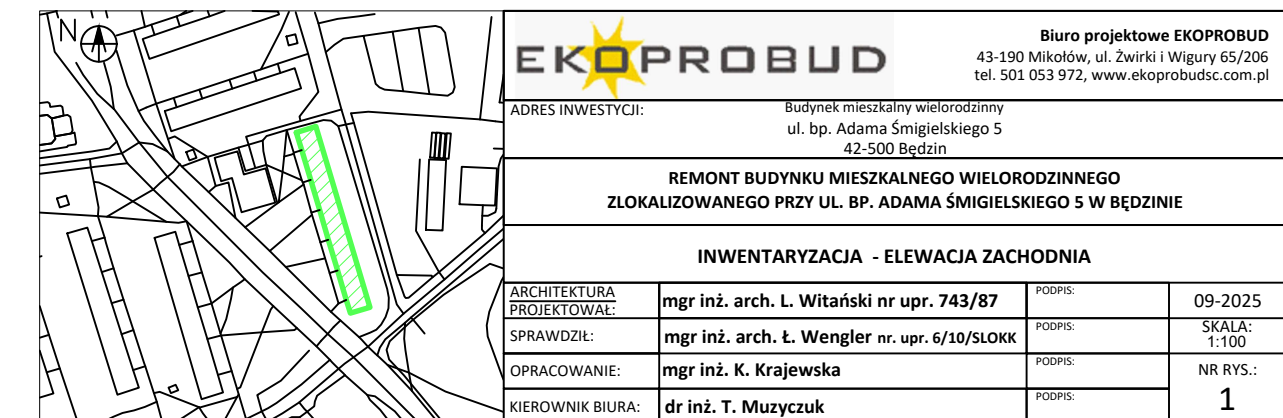 N
EKOPROBUD
Biuro projektowe EKOPROBUD
43-190 Mikołów, ul. Żwirki i Wigury 65/206
tel. 501 053 972, www.ekoprobudsc.com.pl
ADRES INWESTYCJI:
Budynek mieszkalny wielorodzinny
ul. bp. Adama Śmigielskiego 5
42-500 Będzin
REMONT BUDYNKU MIESZKALNEGO WIELORODZINNEGO
ZLOKALIZOWANEGO PRZY UL. BP. ADAMA ŚMIGIELSKIEGO 5 W BĘDZINIE
INWENTARYZACJA - ELEWACJA ZACHODNIA
ARCHITEKTURA
PROJEKTOWAŁ:
mgr inż. arch. L. Witański nr upr. 743/87
PODPIS:
09-2025
SPRAWDZIŁ:
mgr inż. arch. Ł. Wengler nr. upr. 6/10/SLOKK
PODPIS:
SKALA:
1:100
OPRACOWANIE:
mgr inż. K. Krajewska
PODPIS:
NR RYS.:
1
KIEROWNIK BIURA:
dr inż. T. Muzyczuk
PODPIS: